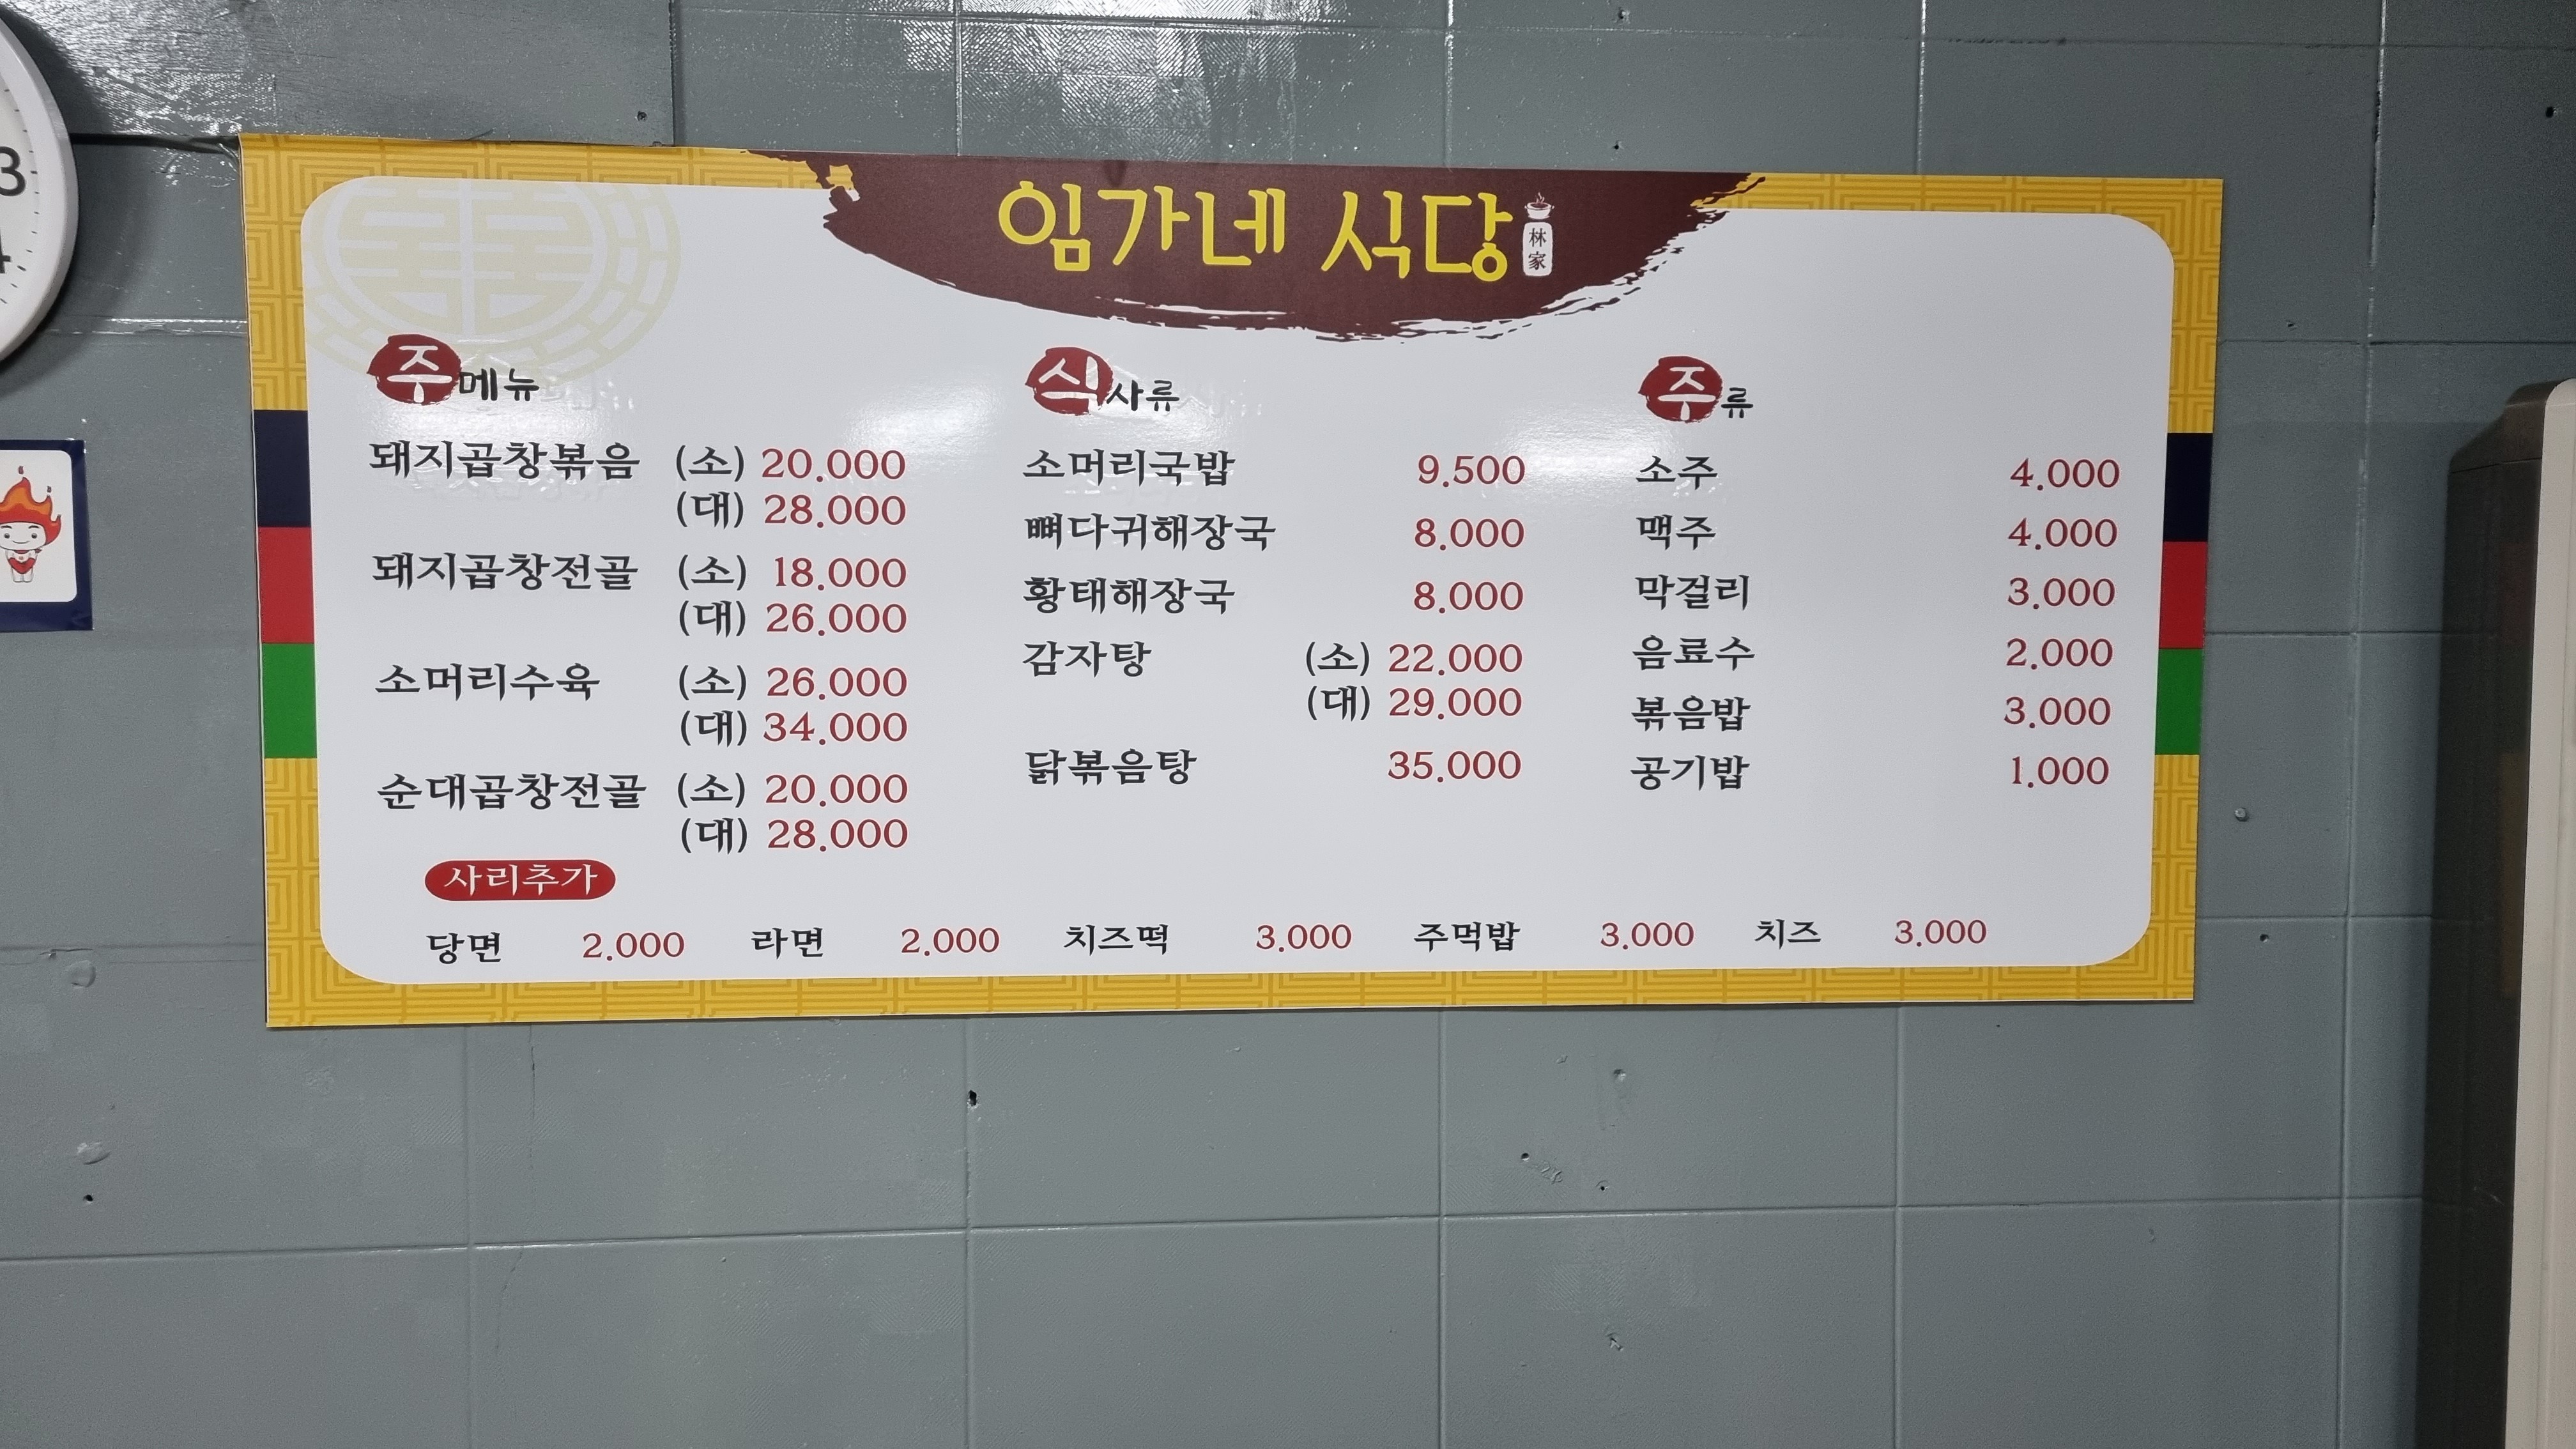 임가네 식당
林家
주메뉴
돼지곱창볶음 (소) 20.000
(대) 28.000
돼지곱창전골 (소) 18.000
(대) 26.000
소머리수육 (소) 26.000
(대) 34.000
순대곱창전골 (소) 20.000
(대) 28.000
식사류
소머리국밥 9.500
뼈다귀해장국 8.000
황태해장국 8.000
감자탕 (소) 22.000
(대) 29.000
닭볶음탕 35.000
주류
소주 4.000
맥주 4.000
막걸리 3.000
음료수 2.000
볶음밥 3.000
공기밥 1.000
사리추가
당면 2.000 라면 2.000 치즈떡 3.000 주먹밥 3.000 치즈 3.000
3
4